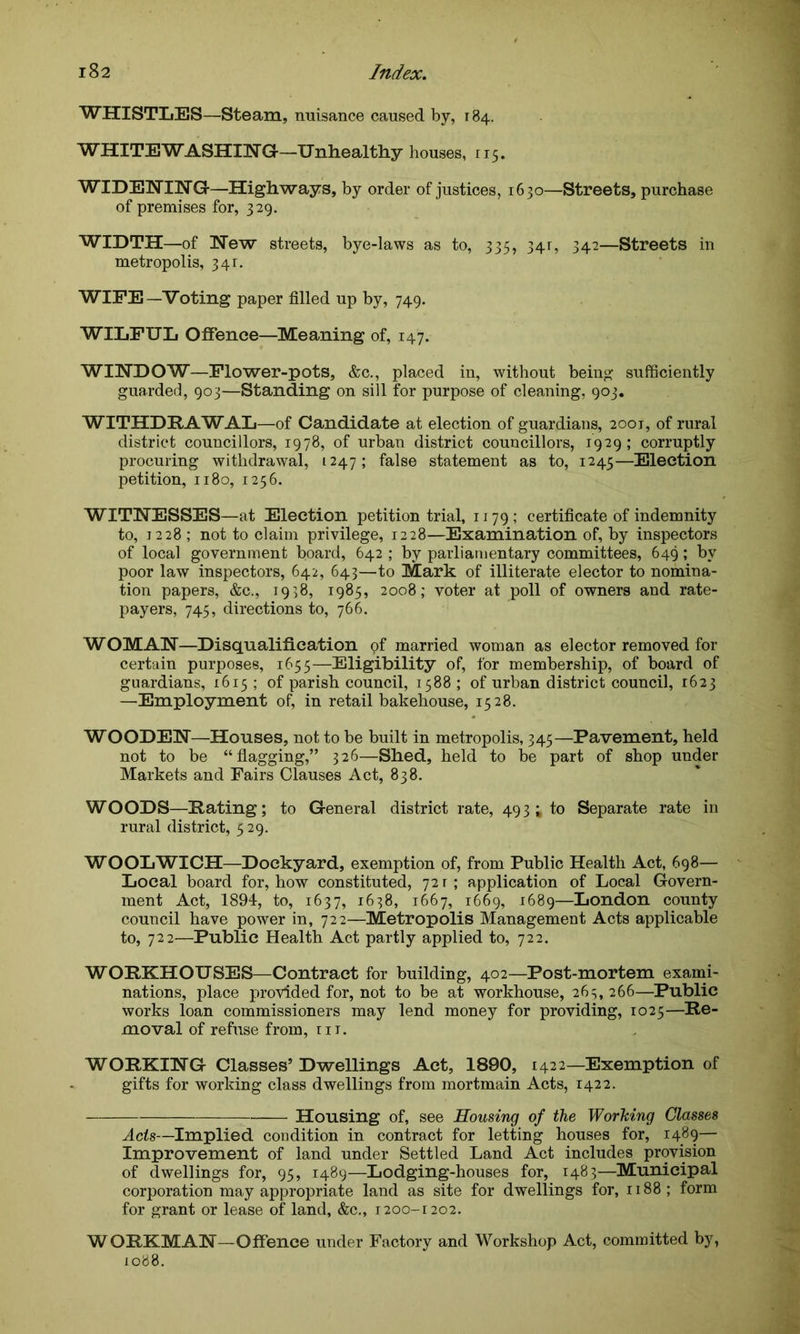 182 Index.
WHISTLES—Steam, nuisance caused by, 184.
WHITEWASHING—Unhealthy houses, 115.
WIDENING—Highways, by order of justices, 1630—Streets, purchase
of premises for, 329.
WIDTH—of New streets, bye-laws as to, 335, 341, 342—Streets in
metropolis, 341.
WIFE—Voting paper filled up by, 749.
WILFUL Offence—Meaning of, 147.
WINDOW—Flower-pots, &c., placed in, without being sufficiently
guarded, 903—Standing on sill for purpose of cleaning, 903.
WITHDRAWAL—of Candidate at election of guardians, 2001, of rural
district councillors, 1978, of urban district councillors, 1929; corruptly
procuring withdrawal, 1247; false statement as to, 1245—Election
petition, 1180, 1256.
WITNESSES—at Election petition trial, 1179; certificate of indemnity
to, 1228; not to claim privilege, 1228—Examination of, by inspectors
of local government board, 642; by parliamentary committees, 649; by
poor law inspectors, 642, 643—to Mark of illiterate elector to nomina-
tion papers, &c., 1938, 1985, 2008; voter at poll of owners and rate-
payers, 745, directions to, 766.
WOMAN—Disqualification of married woman as elector removed for
certain purposes, 1655—Eligibility of, for membership, of board of
guardians, 1615; of parish council, 1588; of urban district council, 1623
—Employment of, in retail bakehouse, 1528.
WOODEN—Houses, not to be built in metropolis, 345—Pavement, held
not to be “flagging,” 326—Shed, held to be part of shop under
Markets and Fairs Clauses Act, 838.
WOODS—Rating; to General district rate, 493; to Separate rate in
rural district, 529.
WOOLWICH—Dockyard, exemption of, from Public Health Act, 698—
Local board for, how constituted, 721; application of Local Govern-
ment Act, 1894, to, 1637, 1638, 1667, 1669, 1689—London county
council have power in, 722—Metropolis Management Acts applicable
to, 722—Public Health Act partly applied to, 722.
WORKHOUSES—Contract for building, 402—Post-mortem exami-
nations, place provided for, not to be at workhouse, 265, 266—Public
works loan commissioners may lend money for providing, 1025—Re-
moval of refuse from, 111.
WORKING Classes’ Dwellings Act, 1890, 1422—Exemption of
gifts for working class dwellings from mortmain Acts, 1422.
——— Housing of, see Housing of the Working Classes
Acts—Implied condition in contract for letting houses for, 1489—
Improvement of land under Settled Land Act includes provision
of dwellings for, 95, 1489—Lodging-houses for, 1483—Municipal
corporation may appropriate land as site for dwellings for, 1188; form
for grant or lease of land, &c., 1200-1202.
WORKMAN—Offence under Factory and Workshop Act, committed by,
1088.